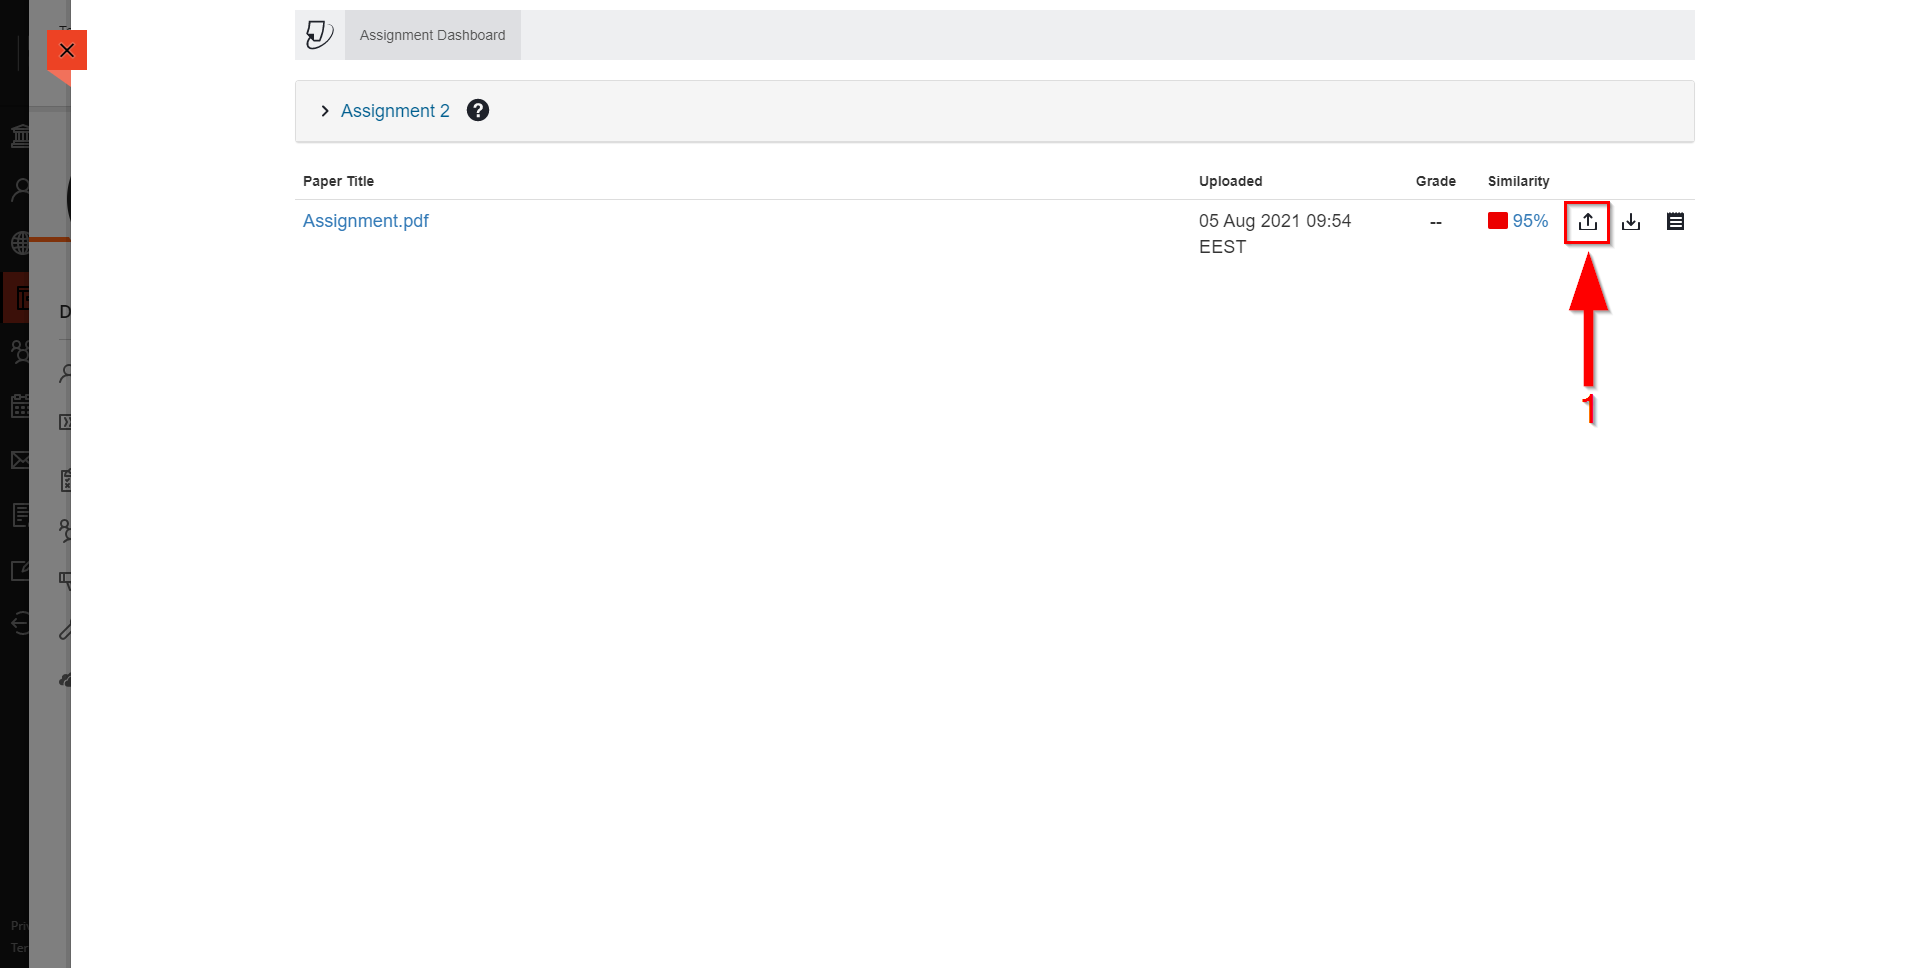 Assignment Dashboard
Assignment 2 ?
Paper Title Uploaded Grade Similarity
Assignment.pdf 05 Aug 2021 09:54 -- 95%
EEST
1
D